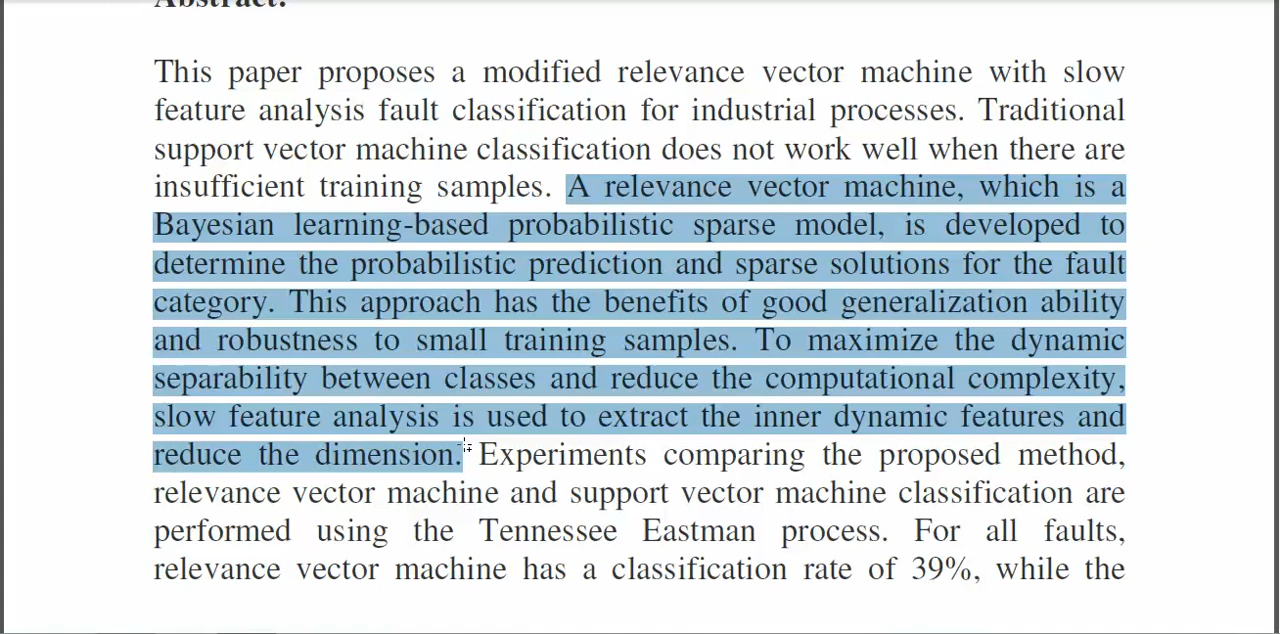 Abstract:
This paper proposes a modified relevance vector machine with slow
feature analysis fault classification for industrial processes. Traditional
support vector machine classification does not work well when there are
insufficient training samples. A relevance vector machine, which is a
Bayesian learning-based probabilistic sparse model, is developed to
determine the probabilistic prediction and sparse solutions for the fault
category. This approach has the benefits of good generalization ability
and robustness to small training samples. To maximize the dynamic
separability between classes and reduce the computational complexity,
slow feature analysis is used to extract the inner dynamic features and
reduce the dimension. Experiments comparing the proposed method,
relevance vector machine and support vector machine classification are
performed using the Tennessee Eastman process. For all faults,
relevance vector machine has a classification rate of 39%, while the